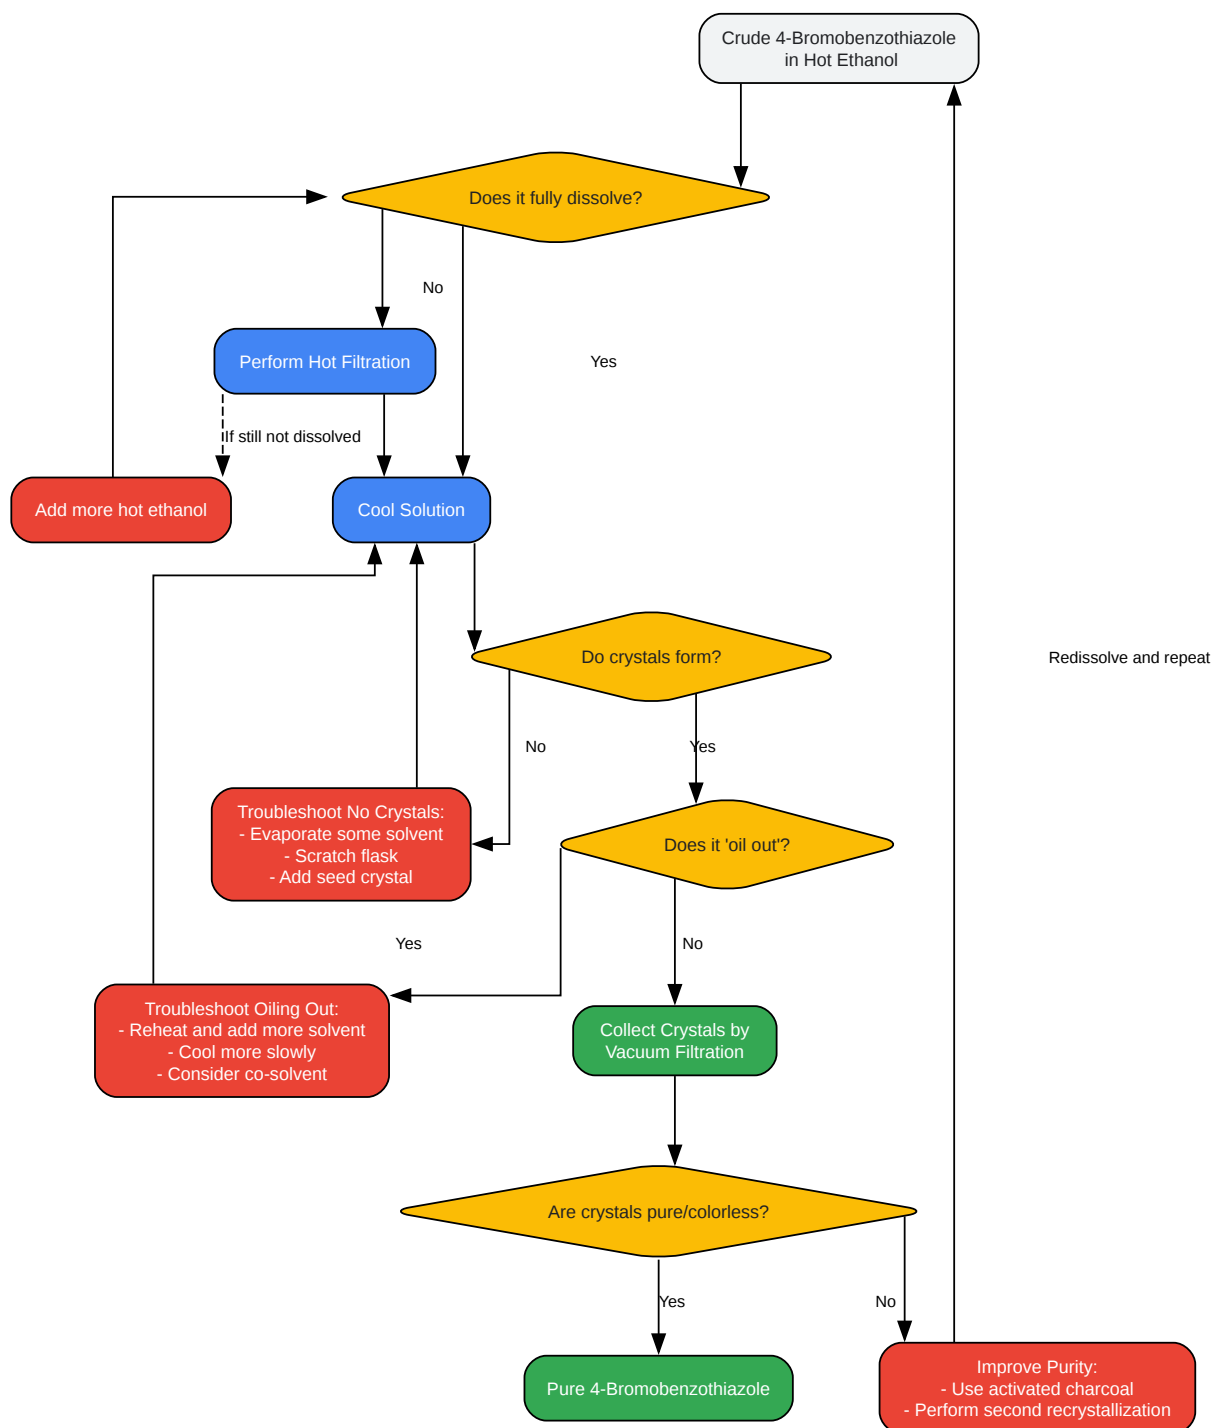 Crude 4-Bromobenzothiazole
in Hot Ethanol
Does it fully dissolve?
No
Perform Hot Filtration
Yes
If still not dissolved
Add more hot ethanol
Cool Solution
Do crystals form?
Redissolve and repeat
No
Yes
Troubleshoot No Crystals:
- Evaporate some solvent
- Scratch flask
- Add seed crystal
Does it 'oil out'?
Yes
No
Troubleshoot Oiling Out:
- Reheat and add more solvent
- Cool more slowly
- Consider co-solvent
Collect Crystals by
Vacuum Filtration
Are crystals pure/colorless?
Yes
No
Pure 4-Bromobenzothiazole
Improve Purity:
- Use activated charcoal
- Perform second recrystallization